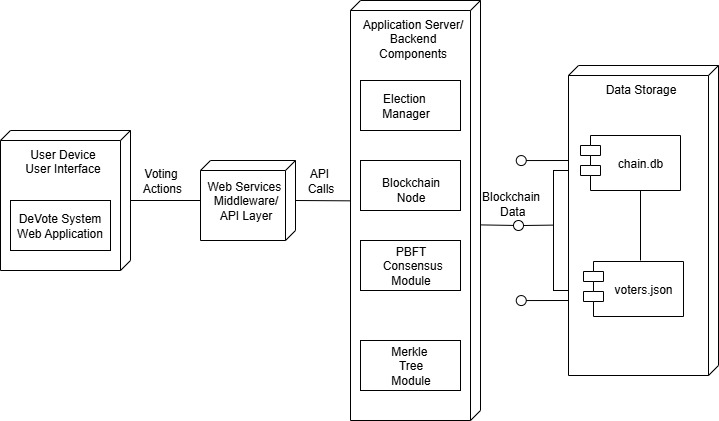 User Device
User Interface
DeVote System
Web Application
Voting
Actions
Web Services
Middleware/
API Layer
API
Calls
Application Server/
Backend
Components
Election
Manager
Blockchain
Node
PBFT
Consensus
Module
Merkle
Tree
Module
Blockchain
Data
Data Storage
chain.db
voters.json